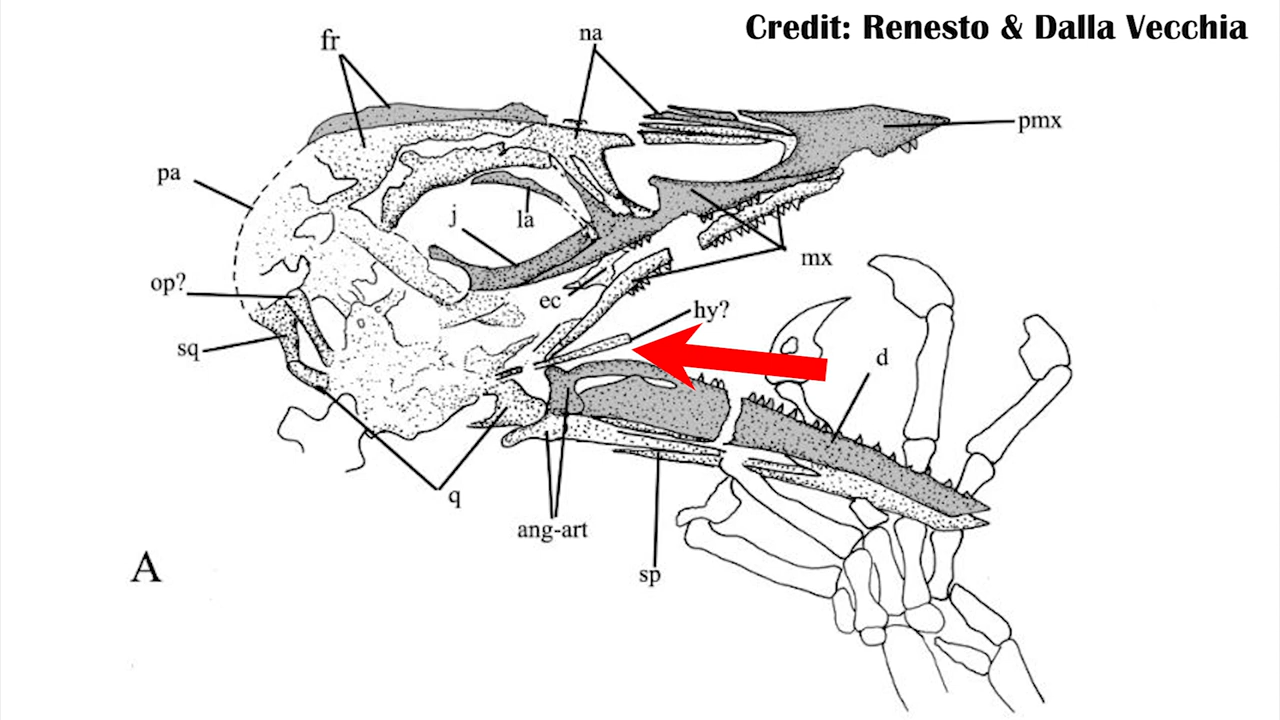 Credit: Renesto & Dalla Vecchia
fr
na
pmx
pa
j
la
mx
op?
ec
hy?
sq
d
q
ang-art
sp
A